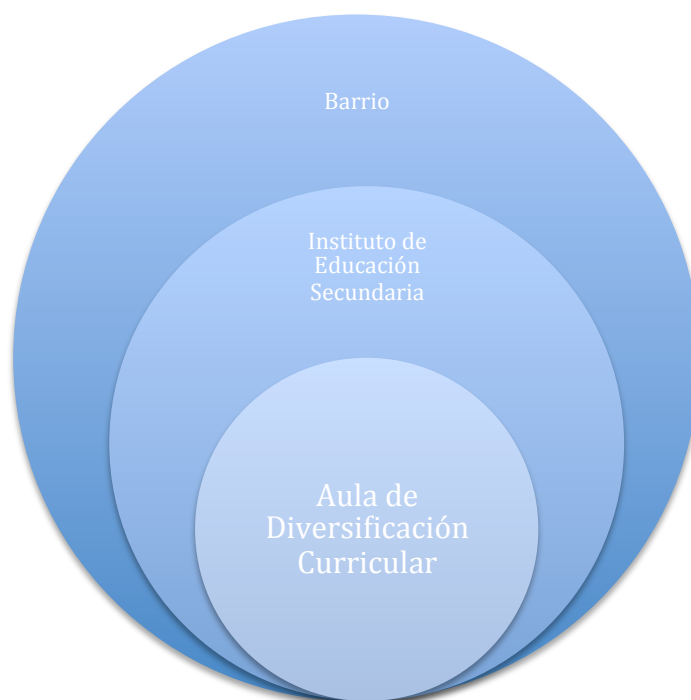 Barrio
Instituto de
Educación
Secundaria
Aula de
Diversificación
Curricular